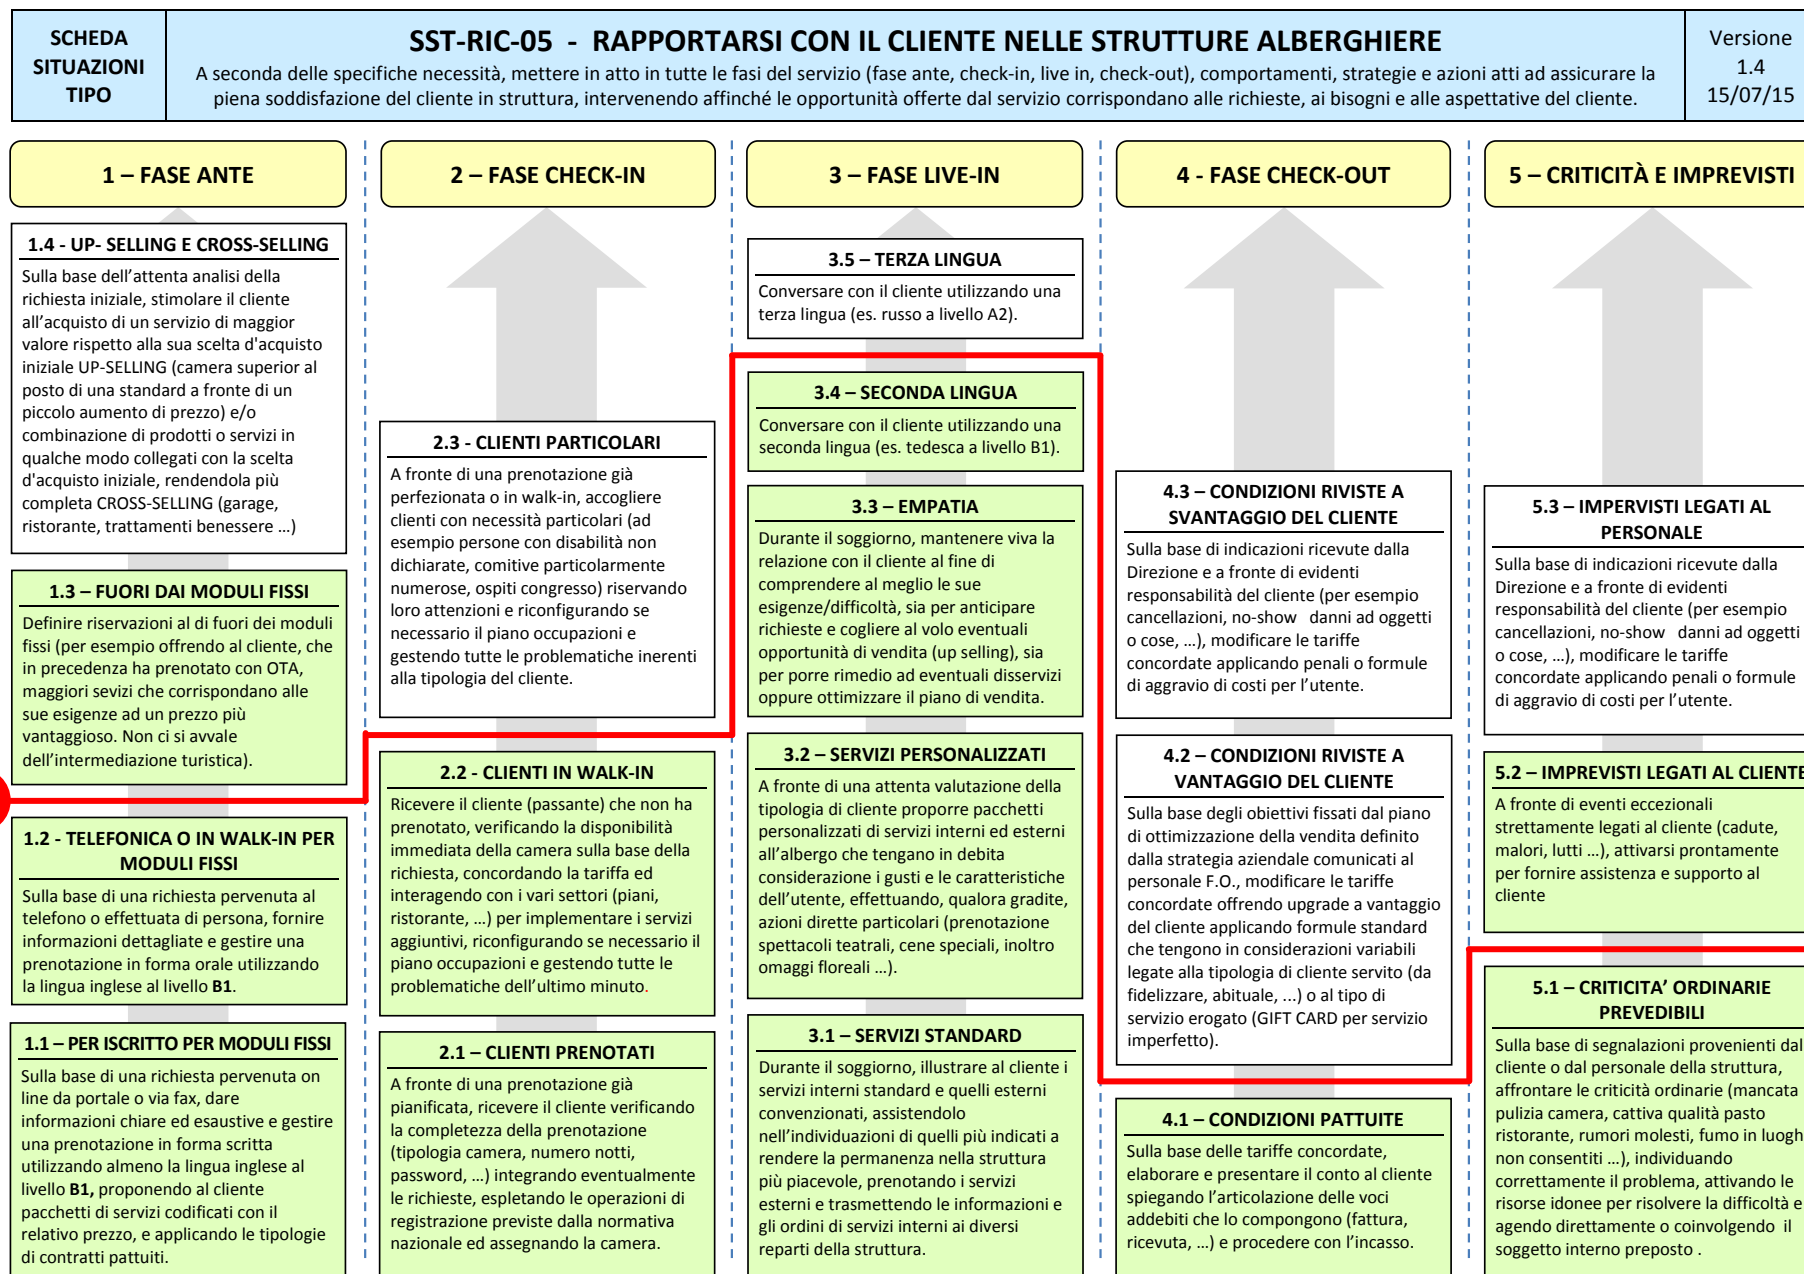 SCHEDA
SITUAZIONI
TIPO
SST-RIC-05 - RAPPORTARSI CON IL CLIENTE NELLE STRUTTURE ALBERGHIERE
A seconda delle specifiche necessità, mettere in atto in tutte le fasi del servizio (fase ante, check-in, live in, check-out), comportamenti, strategie e azioni atti ad assicurare la
piena soddisfazione del cliente in struttura, intervenendo affinché le opportunità offerte dal servizio corrispondano alle richieste, ai bisogni e alle aspettative del cliente.
Versione
1.4
15/07/15
1 – FASE ANTE
1.4 - UP- SELLING E CROSS-SELLING
Sulla base dell’attenta analisi della
richiesta iniziale, stimolare il cliente
all’acquisto di un servizio di maggior
valore rispetto alla sua scelta d'acquisto
iniziale UP-SELLING (camera superior al
posto di una standard a fronte di un
piccolo aumento di prezzo) e/o
combinazione di prodotti o servizi in
qualche modo collegati con la scelta
d'acquisto iniziale, rendendola più
completa CROSS-SELLING (garage,
ristorante, trattamenti benessere …)
1.3 – FUORI DAI MODULI FISSI
Definire riservazioni al di fuori dei moduli
fissi (per esempio offrendo al cliente, che
in precedenza ha prenotato con OTA,
maggiori sevizi che corrispondano alle
sue esigenze ad un prezzo più
vantaggioso. Non ci si avvale
dell’intermediazione turistica).
1.2 - TELEFONICA O IN WALK-IN PER
MODULI FISSI
Sulla base di una richiesta pervenuta al
telefono o effettuata di persona, fornire
informazioni dettagliate e gestire una
prenotazione in forma orale utilizzando
la lingua inglese al livello B1.
1.1 – PER ISCRITTO PER MODULI FISSI
Sulla base di una richiesta pervenuta on
line da portale o via fax, dare
informazioni chiare ed esaustive e gestire
una prenotazione in forma scritta
utilizzando almeno la lingua inglese al
livello B1, proponendo al cliente
pacchetti di servizi codificati con il
relativo prezzo, e applicando le tipologie
di contratti pattuiti.
2 – FASE CHECK-IN
2.3 - CLIENTI PARTICOLARI
A fronte di una prenotazione già
perfezionata o in walk-in, accogliere
clienti con necessità particolari (ad
esempio persone con disabilità non
dichiarate, comitive particolarmente
numerose, ospiti congresso) riservando
loro attenzioni e riconfigurando se
necessario il piano occupazioni e
gestendo tutte le problematiche inerenti
alla tipologia del cliente.
2.2 - CLIENTI IN WALK-IN
Ricevere il cliente (passante) che non ha
prenotato, verificando la disponibilità
immediata della camera sulla base della
richiesta, concordando la tariffa ed
interagendo con i vari settori (piani,
ristorante, …) per implementare i servizi
aggiuntivi, riconfigurando se necessario il
piano occupazioni e gestendo tutte le
problematiche dell’ultimo minuto.
2.1 – CLIENTI PRENOTATI
A fronte di una prenotazione già
pianificata, ricevere il cliente verificando
la completezza della prenotazione
(tipologia camera, numero notti,
password, …) integrando eventualmente
le richieste, espletando le operazioni di
registrazione previste dalla normativa
nazionale ed assegnando la camera.
3 – FASE LIVE-IN
3.5 – TERZA LINGUA
Conversare con il cliente utilizzando una
terza lingua (es. russo a livello A2).
3.4 – SECONDA LINGUA
Conversare con il cliente utilizzando una
seconda lingua (es. tedesca a livello B1).
3.3 – EMPATIA
Durante il soggiorno, mantenere viva la
relazione con il cliente al fine di
comprendere al meglio le sue
esigenze/difficoltà, sia per anticipare
richieste e cogliere al volo eventuali
opportunità di vendita (up selling), sia
per porre rimedio ad eventuali disservizi
oppure ottimizzare il piano di vendita.
3.2 – SERVIZI PERSONALIZZATI
A fronte di una attenta valutazione della
tipologia di cliente proporre pacchetti
personalizzati di servizi interni ed esterni
all’albergo che tengano in debita
considerazione i gusti e le caratteristiche
dell’utente, effettuando, qualora gradite,
azioni dirette particolari (prenotazione
spettacoli teatrali, cene speciali, inoltro
omaggi floreali …).
3.1 – SERVIZI STANDARD
Durante il soggiorno, illustrare al cliente i
servizi interni standard e quelli esterni
convenzionati, assistendolo
nell’individuazioni di quelli più indicati a
rendere la permanenza nella struttura
più piacevole, prenotando i servizi
esterni e trasmettendo le informazioni e
gli ordini di servizi interni ai diversi
reparti della struttura.
4 - FASE CHECK-OUT
4.3 – CONDIZIONI RIVISTE A
SVANTAGGIO DEL CLIENTE
Sulla base di indicazioni ricevute dalla
Direzione e a fronte di evidenti
responsabilità del cliente (per esempio
cancellazioni, no-show danni ad oggetti
o cose, …), modificare le tariffe
concordate applicando penali o formule
di aggravio di costi per l’utente.
4.2 – CONDIZIONI RIVISTE A
VANTAGGIO DEL CLIENTE
Sulla base degli obiettivi fissati dal piano
di ottimizzazione della vendita definito
dalla strategia aziendale comunicati al
personale F.O., modificare le tariffe
concordate offrendo upgrade a vantaggio
del cliente applicando formule standard
che tengono in considerazioni variabili
legate alla tipologia di cliente servito (da
fidelizzare, abituale, ...) o al tipo di
servizio erogato (GIFT CARD per servizio
imperfetto).
4.1 – CONDIZIONI PATTUITE
Sulla base delle tariffe concordate,
elaborare e presentare il conto al cliente
spiegando l’articolazione delle voci
addebiti che lo compongono (fattura,
ricevuta, …) e procedere con l’incasso.
5 – CRITICITÀ E IMPREVISTI
5.3 – IMPERVISTI LEGATI AL
PERSONALE
Sulla base di indicazioni ricevute dalla
Direzione e a fronte di evidenti
responsabilità del cliente (per esempio
cancellazioni, no-show danni ad oggetti
o cose, …), modificare le tariffe
concordate applicando penali o formule
di aggravio di costi per l’utente.
5.2 – IMPREVISTI LEGATI AL CLIENTE
A fronte di eventi eccezionali
strettamente legati al cliente (cadute,
malori, lutti …), attivarsi prontamente
per fornire assistenza e supporto al
cliente
5.1 – CRITICITA’ ORDINARIE
PREVEDIBILI
Sulla base di segnalazioni provenienti dal
cliente o dal personale della struttura,
affrontare le criticità ordinarie (mancata
pulizia camera, cattiva qualità pasto
ristorante, rumori molesti, fumo in luogh
non consentiti …), individuando
correttamente il problema, attivando le
risorse idonee per risolvere la difficoltà e
agendo direttamente o coinvolgendo il
soggetto interno preposto .